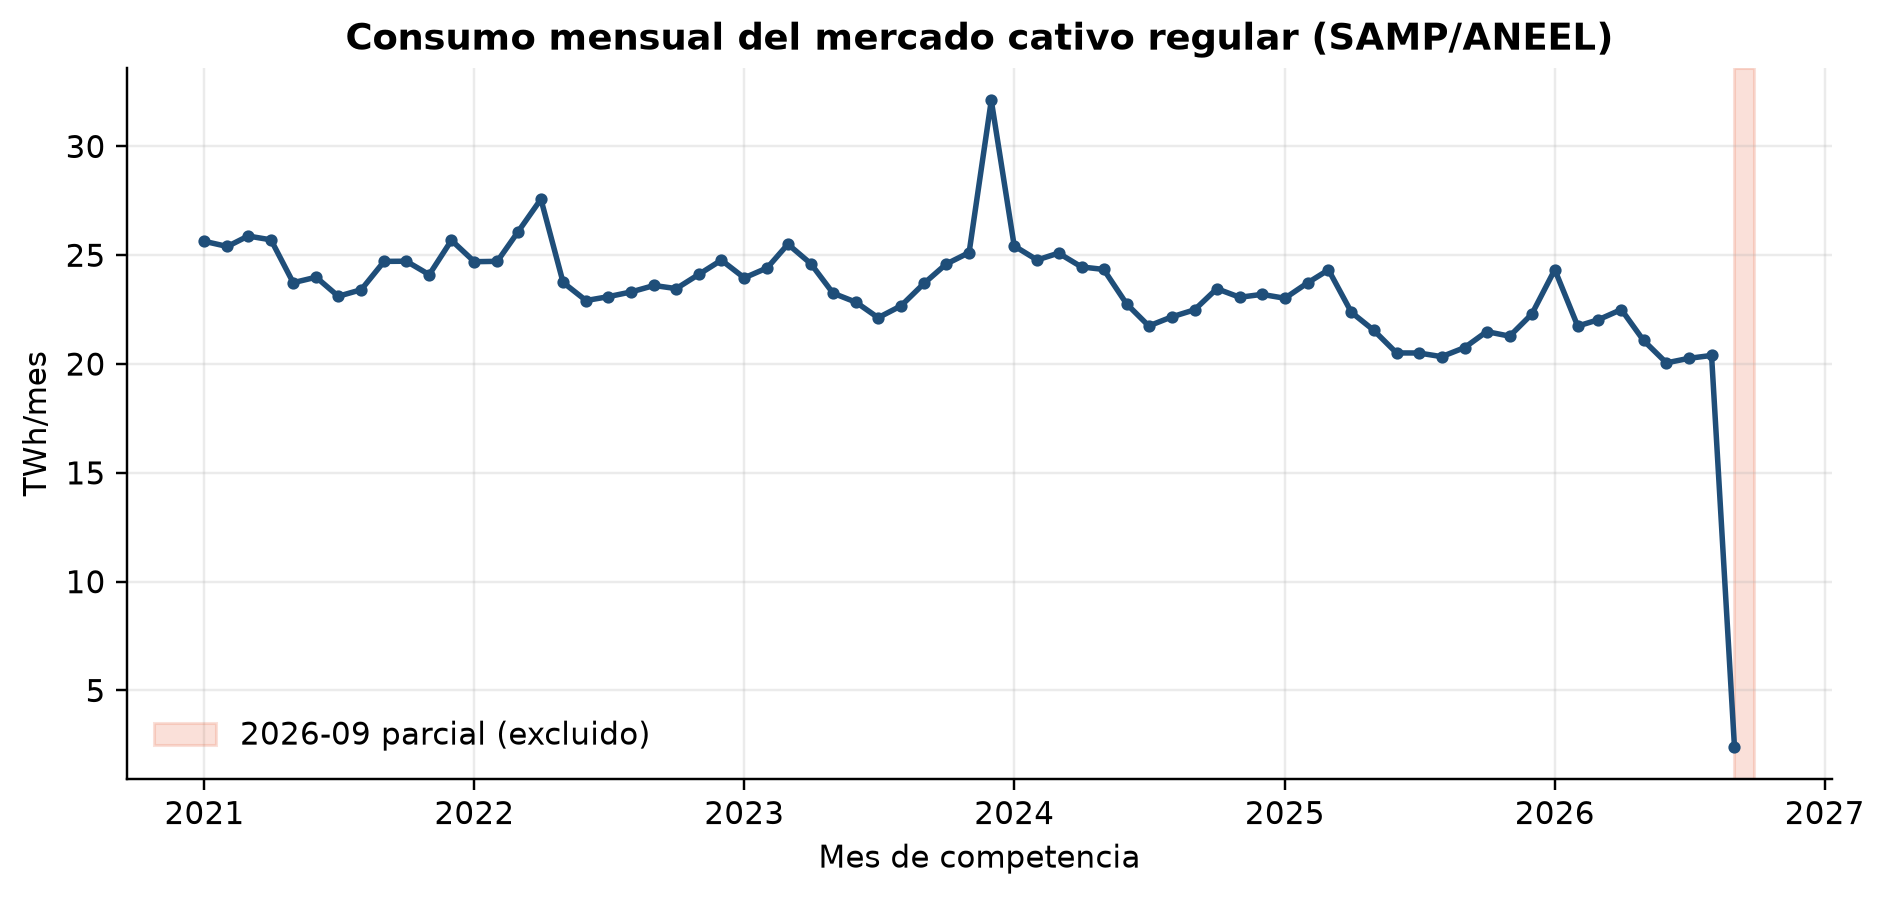 Consumo mensual del mercado cativo regular (SAMP/ANEEL)
TWh/mes
30
25
20
15
10
5
2026-09 parcial (excluido)
2021 2022 2023 2024 2025 2026 2027
Mes de competencia